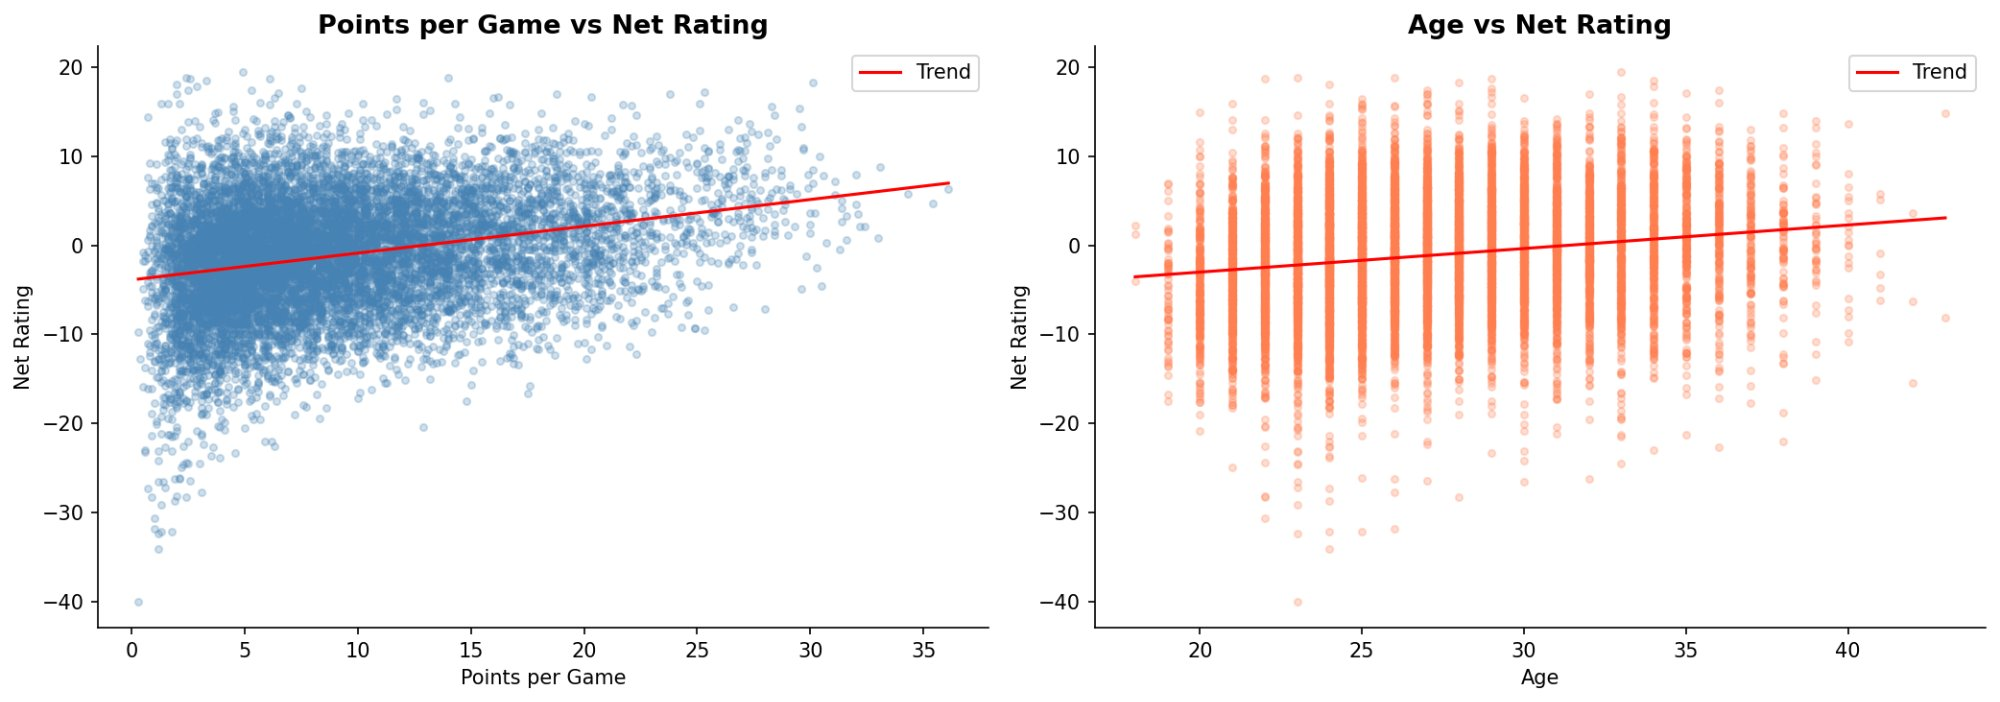 Points per Game vs Net Rating
Trend
20
10
0
−10
−20
−30
−40
Net Rating
0 5 10 15 20 25 30 35
Points per Game
Age vs Net Rating
Trend
20
10
0
−10
−20
−30
−40
Net Rating
20 25 30 35 40
Age